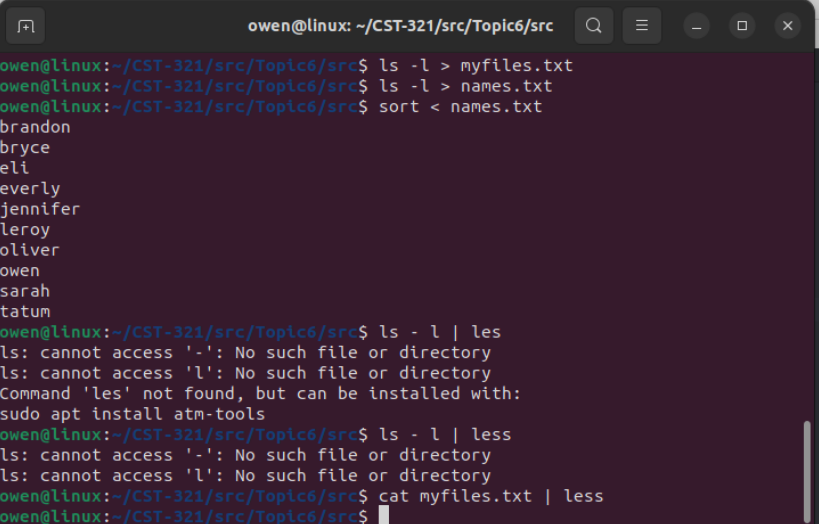 owen@linux: ~/CST-321/src/Topic6/src
owen@linux:~/CST-321/src/Topic6/src$ ls -l > myfiles.txt
owen@linux:~/CST-321/src/Topic6/src$ ls -l > names.txt
owen@linux:~/CST-321/src/Topic6/src$ sort < names.txt
brandon
bryce
eli
everly
jennifer
leroy
oliver
owen
sarah
tatum
owen@linux:~/CST-321/src/Topic6/src$ ls - l | les
ls: cannot access '-': No such file or directory
ls: cannot access 'l': No such file or directory
Command 'les' not found, but can be installed with:
sudo apt install atm-tools
owen@linux:~/CST-321/src/Topic6/src$ ls - l | less
ls: cannot access '-': No such file or directory
ls: cannot access 'l': No such file or directory
owen@linux:~/CST-321/src/Topic6/src$ cat myfiles.txt | less
owen@linux:~/CST-321/src/Topic6/src$